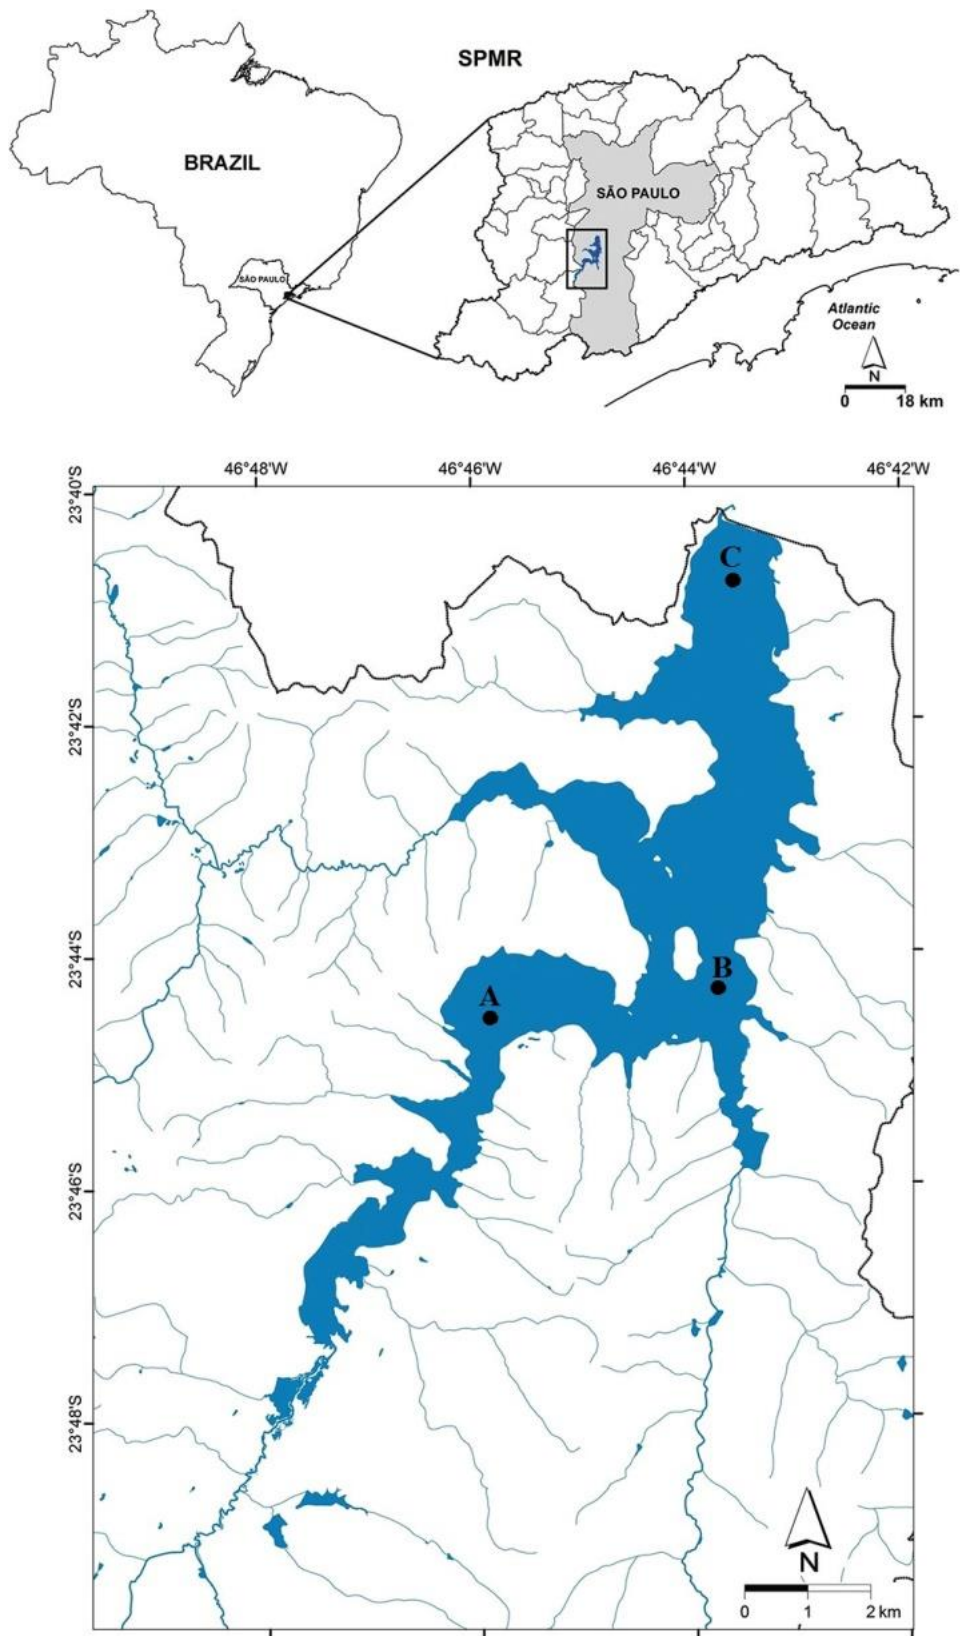 SPMR
BRAZIL
SÃO PAULO
SÃO PAULO
Atlantic
Ocean
N
0 18 km
46°48'W 46°46'W 46°44'W 46°42'W
23°40'S
C
23°42'S
23°44'S
B
A
23°46'S
23°48'S
N
0 1 2 km